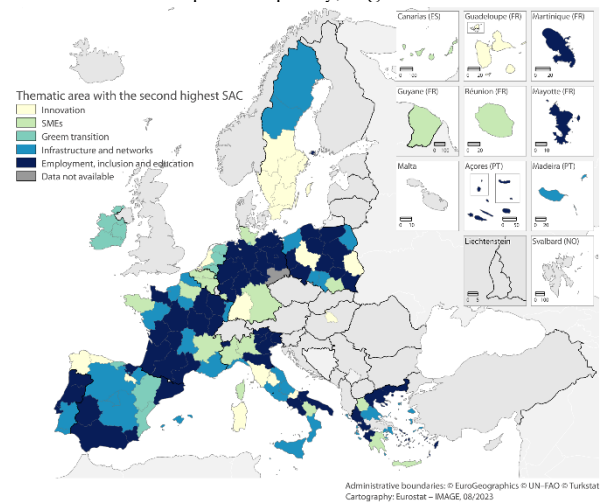 Canarias (ES)
Guadeloupe (FR)
Martinique (FR)
Thematic area with the second highest SAC
Innovation
SMEs
Greem transition
Infrastructure and networks
Employment, inclusion and education
Data not available
Guyane (FR)
Réunion (FR)
Mayotte (FR)
Malta
Açores (PT)
Madeira (PT)
Liechtenstein
Svalbard (NO)
Administrative boundaries: © EuroGeographics © UN–FAO © Turkstat
Cartography: Eurostat – IMAGE, 08/2023